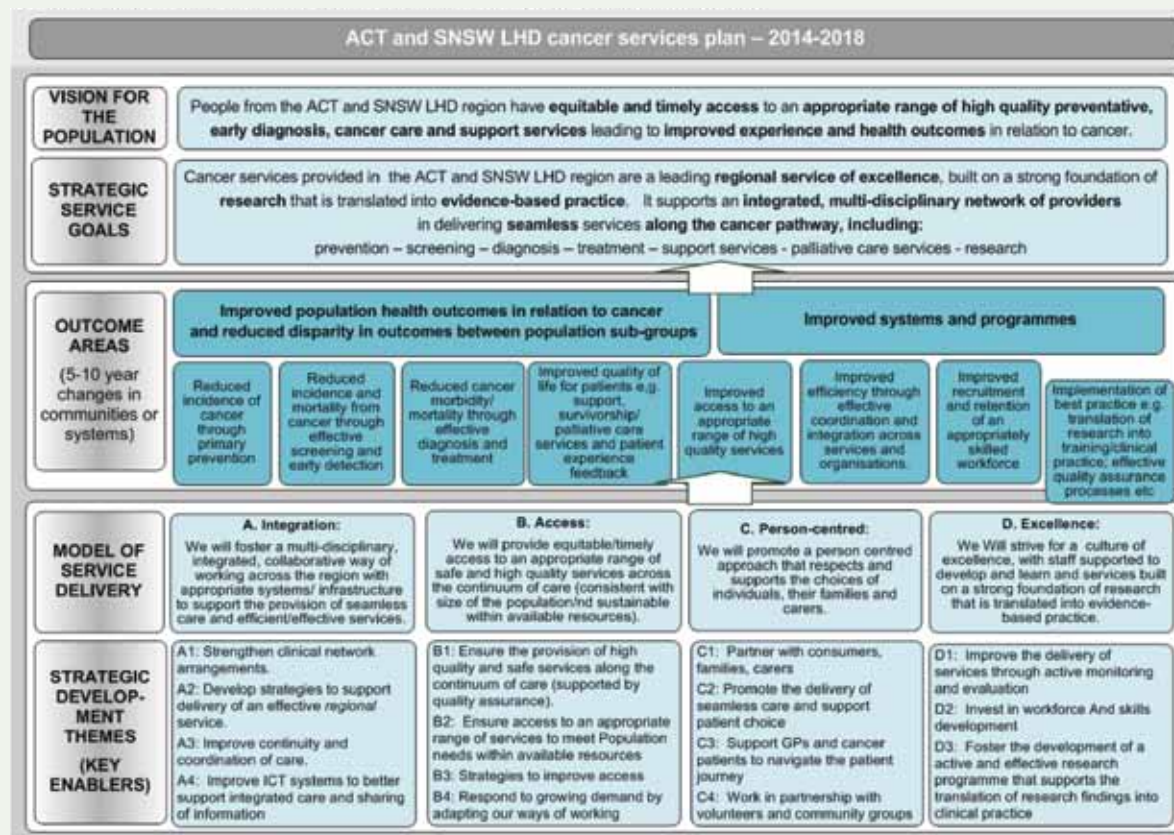 ACT and SNSW LHD cancer services plan – 2014-2018
VISION FOR
THE
POPULATION
People from the ACT and SNSW LHD region have equitable and timely access to an appropriate range of high quality preventative,
early diagnosis, cancer care and support services leading to improved experience and health outcomes in relation to cancer.
STRATEGIC
SERVICE
GOALS
Cancer services provided in the ACT and SNSW LHD region are a leading regional service of excellence, built on a strong foundation of
research that is translated into evidence-based practice. It supports an integrated, multi-disciplinary network of providers
in delivering seamless services along the cancer pathway, including:
prevention – screening – diagnosis – treatment – support services - palliative care services - research
OUTCOME
AREAS
(5-10 year
changes in
communities or
systems)
Improved population health outcomes in relation to cancer
and reduced disparity in outcomes between population sub-groups
Improved systems and programmes
Reduced
incidence of
cancer
through
primary
prevention
Reduced
incidence and
mortality from
cancer through
effective
screening and
early detection
Reduced cancer
morbidity/
mortality through
effective
diagnosis and
treatment
Improved quality of
life for patients e.g.
support,
survivorship/
palliative care
services and patient
experience
feedback
Improved
access to an
appropriate
range of high
quality services
Improved
efficiency through
effective
coordination and
integration across
services and
organisations.
Improved
recruitment
and retention
of an
appropriately
skilled
workforce
Implementation of
best practice e.g.
translation of
research into
training/clinical
practice; effective
quality assurance
processes etc
MODEL OF
SERVICE
DELIVERY
A. Integration:
We will foster a multi-disciplinary,
integrated, collaborative way of
working across the region with
appropriate systems/ infrastructure
to support the provision of seamless
care and efficient/effective services.
B. Access:
We will provide equitable/timely
access to an appropriate range of
safe and high quality services across
the continuum of care (consistent with
size of the population/nd sustainable
within available resources).
C. Person-centred:
We will promote a person centred
approach that respects and
supports the choices of
individuals, their families and
carers.
D. Excellence:
We Will strive for a culture of
excellence, with staff supported to
develop and learn and services built
on a strong foundation of research
that is translated into evidence-
based practice.
STRATEGIC
DEVELOP-
MENT
THEMES
(KEY
ENABLERS)
A1: Strengthen clinical network
arrangements.
A2: Develop strategies to support
delivery of an effective regional
service.
A3: Improve continuity and
coordination of care.
A4: Improve ICT systems to better
support integrated care and sharing
of information
B1: Ensure the provision of high
quality and safe services along the
continuum of care (supported by
quality assurance).
B2: Ensure access to an appropriate
range of services to meet Population
needs within available resources
B3: Strategies to improve access
B4: Respond to growing demand by
adapting our ways of working
C1: Partner with consumers,
families, carers
C2: Promote the delivery of
seamless care and support
patient choice
C3: Support GPs and cancer
patients to navigate the patient
journey
C4: Work in partnership with
volunteers and community groups
D1: Improve the delivery of
services through active monitoring
and evaluation
D2: Invest in workforce And skills
development
D3: Foster the development of a
active and effective research
programme that supports the
translation of research findings into
clinical practice